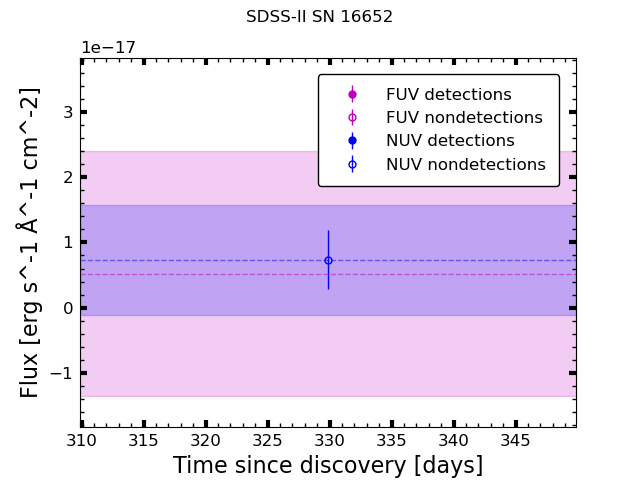 SDSS-II SN 16652
1e−17
FUV detections
FUV nondetections
NUV detections
NUV nondetections
3
2
1
0
−1
Flux [erg s^-1 Å^-1 cm^-2]
310 315 320 325 330 335 340 345
Time since discovery [days]